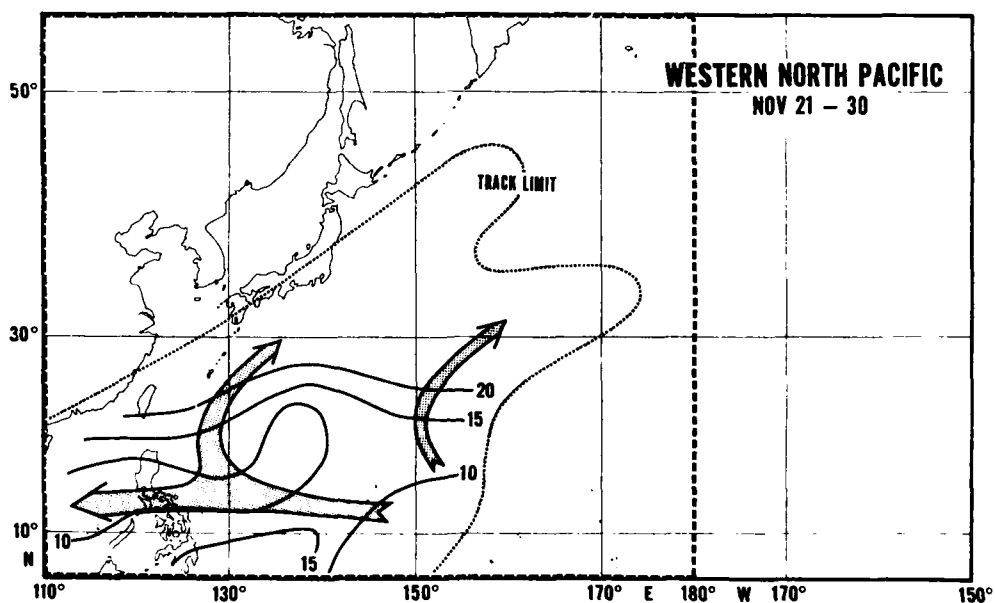 WESTERN NORTH PACIFIC
NOV 21 – 30
50°
TRACK LIMIT
30°
20
15
10
10°
10
15
N
110° 130° 150° 170° E 180° W 170° 150°